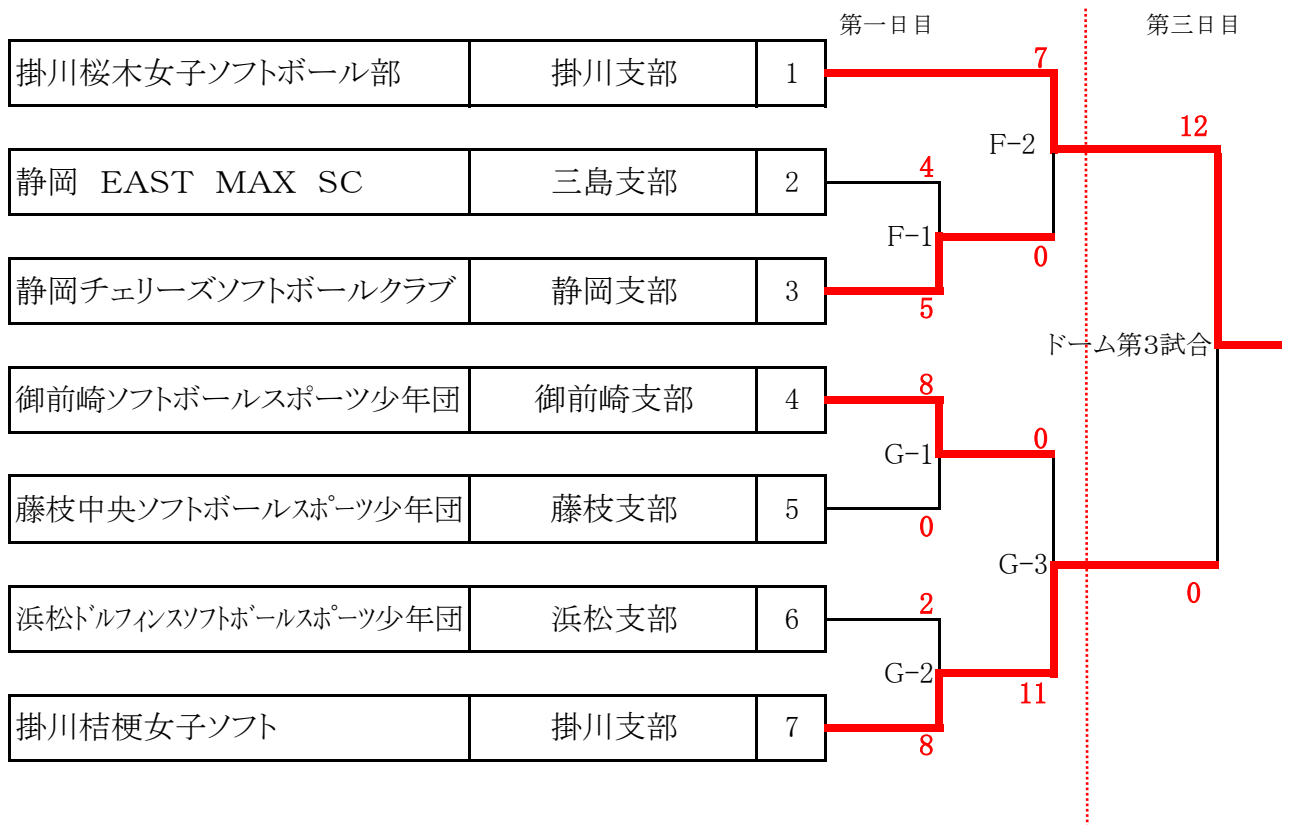 第一日目 第三日目
掛川桜木女子ソフトボール部 掛川支部 1
7
12
F-2
静岡 EAST MAX SC 三島支部 2
4
F-1
0
静岡チェリーズソフトボールクラブ 静岡支部 3
5
ドーム第3試合
御前崎ソフトボールスポーツ少年団 御前崎支部 4
8
0
G-1
藤枝中央ソフトボールスポーツ少年団 藤枝支部 5
0
G-3
0
浜松ドルフィンスソフトボールスポーツ少年団 浜松支部 6
2
G-2
11
掛川桔梗女子ソフト 掛川支部 7
8